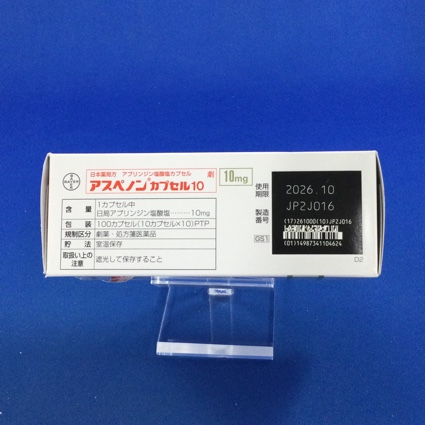 BAYER
日本薬局方 アプリンジン塩酸塩カプセル
アスペノン®カプセル10
劇
10mg
含量 1カプセル中
日局アプリンジン塩酸塩………10mg
包装 100カプセル(10カプセル×10)PTP
規制区分 劇薬・処方箋医薬品
貯法 室温保存
取扱い上の注意 遮光して保存すること
使用期限 2026.10
製造番号 JP2J016
(17)261000(10)JP2J016
GS1
(01)14987341104624
D2